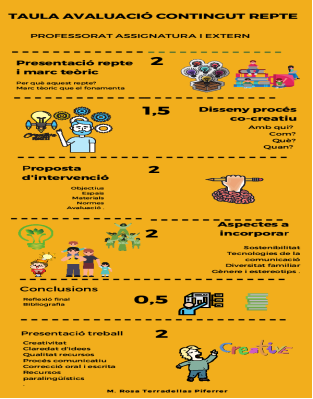 TAULA AVALUACIÓ CONTINGUT REPTE
PROFESSORAT ASSIGNATURA I EXTERN
Presentació repte
i marc teòric
2
Per què aquest repte?
Marc teòric que el fonamenta
1,5
Disseny procés
co-creatiu
Amb qui?
Com?
Què?
Quan?
Proposta
d'intervenció
2
Objectius
Espais
Materials
Normes
Avaluació .
2
Aspectes a
incorporar
Sostenibilitat
Tecnologies de la
comunicació
Diversitat familiar
Gènere i estereotips .
Conclusions
Reflexió final
Bibliografia
0,5
Presentació treball
2
Creativitat
Claredat d'idees
Qualitat recursos
Procés comunicatiu
Correcció oral i escrita
Recursos
paralingüístics
.
Creative
M. Rosa Terradellas Piferrer